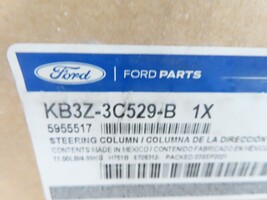 Ford | FORD PARTS
KB3Z-3C529-B 1X
5955517
STEERING COLUMN / COLUMNA DE LA DIRECCIÓN
CONTENTS MADE IN MEXICO / CONTENIDO FABRICADO EN MEXICO
PACKED